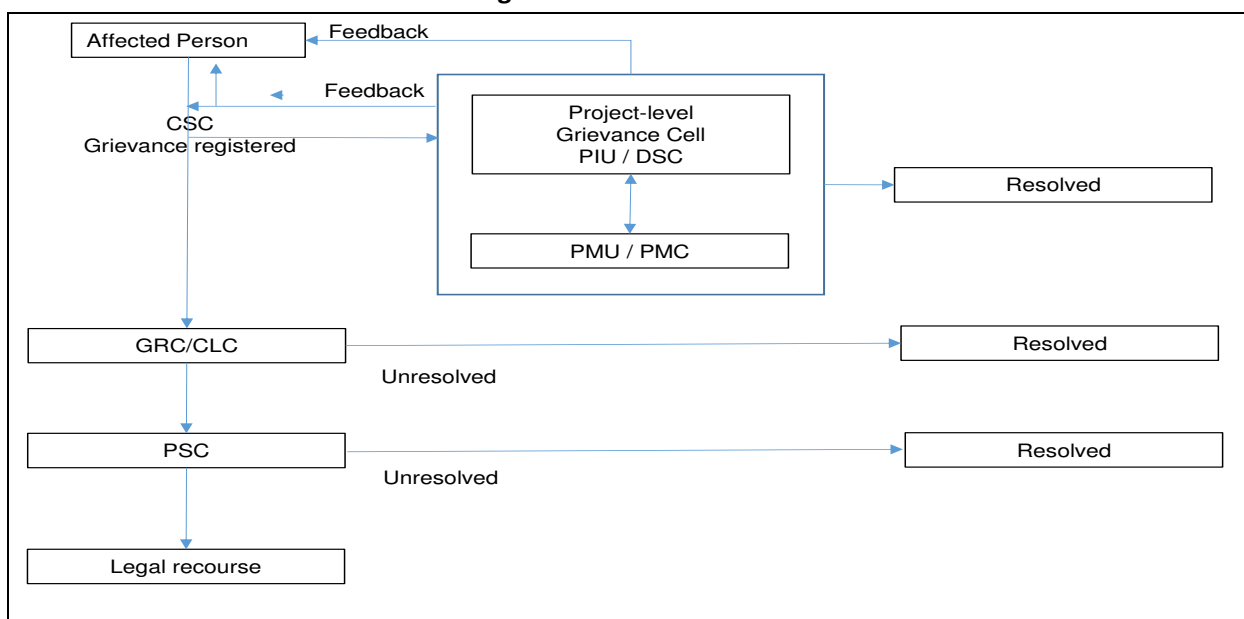 Affected Person
Feedback
Feedback
CSC
Grievance registered
Project-level
Grievance Cell
PIU / DSC
PMU / PMC
Resolved
GRC/CLC
Unresolved
Resolved
PSC
Unresolved
Resolved
Legal recourse